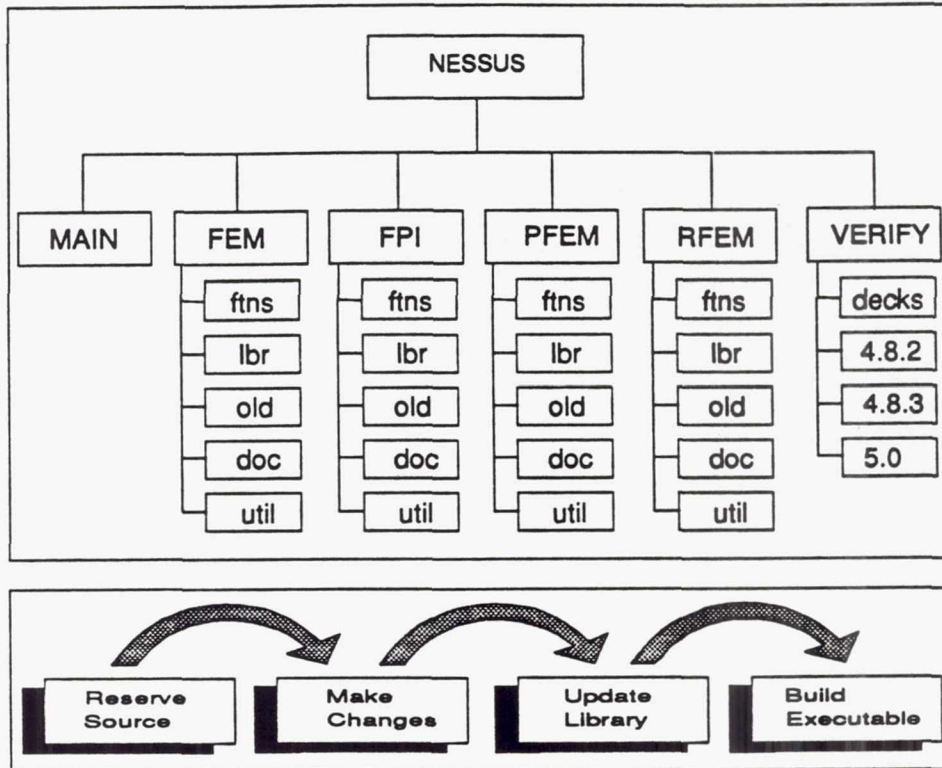 NESSUS
MAIN FEM FPI PFEM RFEM VERIFY
ftns ftns ftns ftns decks
lbr lbr lbr lbr 4.8.2
old old old old 4.8.3
doc doc doc doc 5.0
util util util util
Reserve Source
Make Changes
Update Library
Build Executable